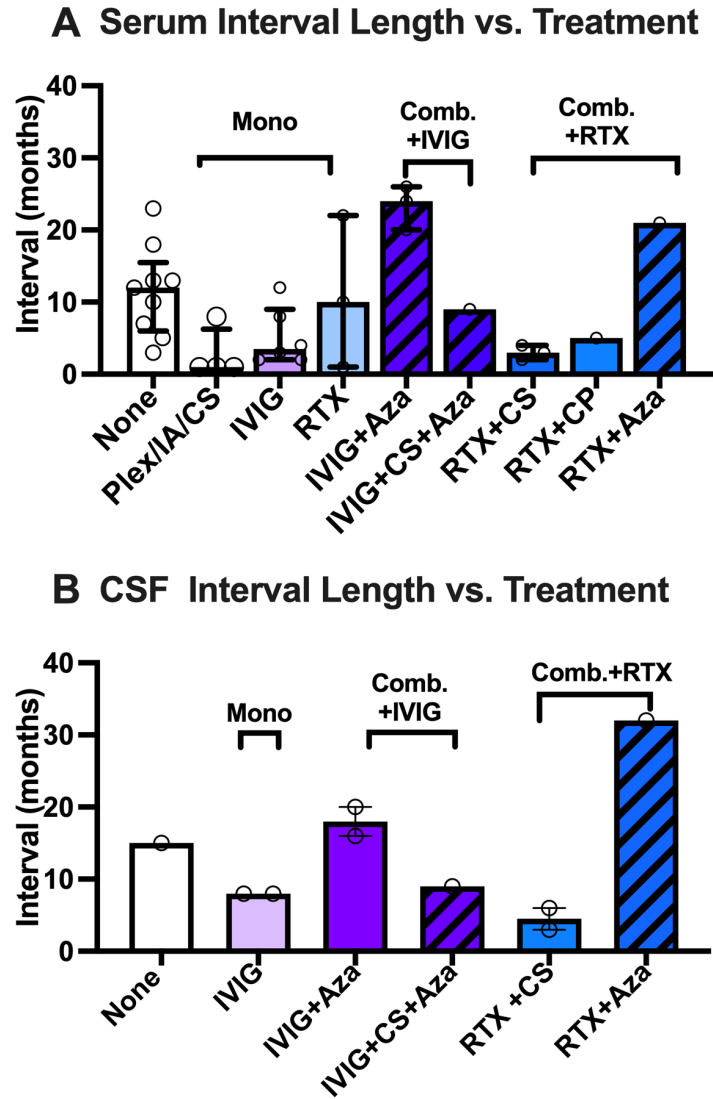 A Serum Interval Length vs. Treatment
Interval (months)
40
30
20
10
0
Mono
Comb.
+IVIG
Comb.
+RTX
None
Plex/IA/CS
IVIG
RTX
IVIG+Aza
IVIG+CS+Aza
RTX+CS
RTX+CP
RTX+Aza
B CSF Interval Length vs. Treatment
Interval (months)
40
30
20
10
0
Mono
Comb.
+IVIG
Comb.+RTX
None
IVIG
IVIG+Aza
IVIG+CS+Aza
RTX +CS
RTX+Aza